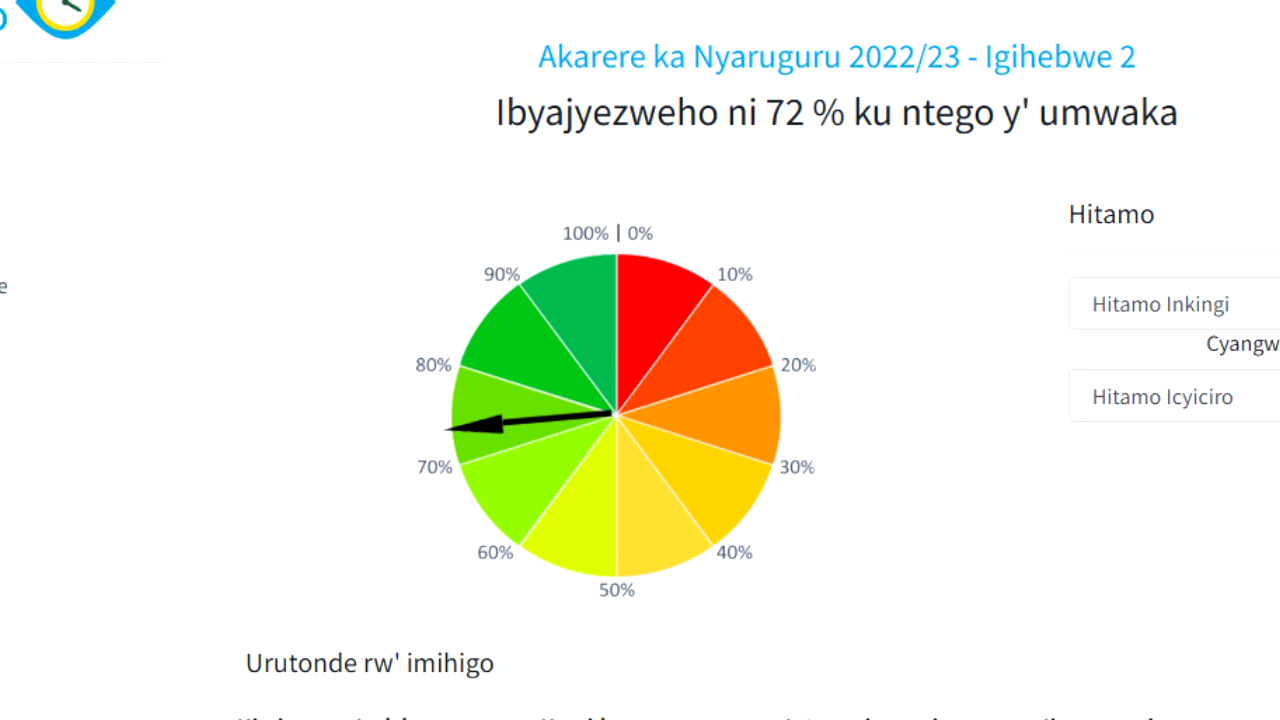 Akarere ka Nyaruguru 2022/23 - Igihebwe 2
Ibyajyezweho ni 72 % ku ntego y' umwaka
Hitamo
Hitamo Inkingi
Cyangw
Hitamo Icyiciro
100% | 0%
90%
10%
80%
20%
70%
30%
60%
40%
50%
Urutonde rw' imihigo